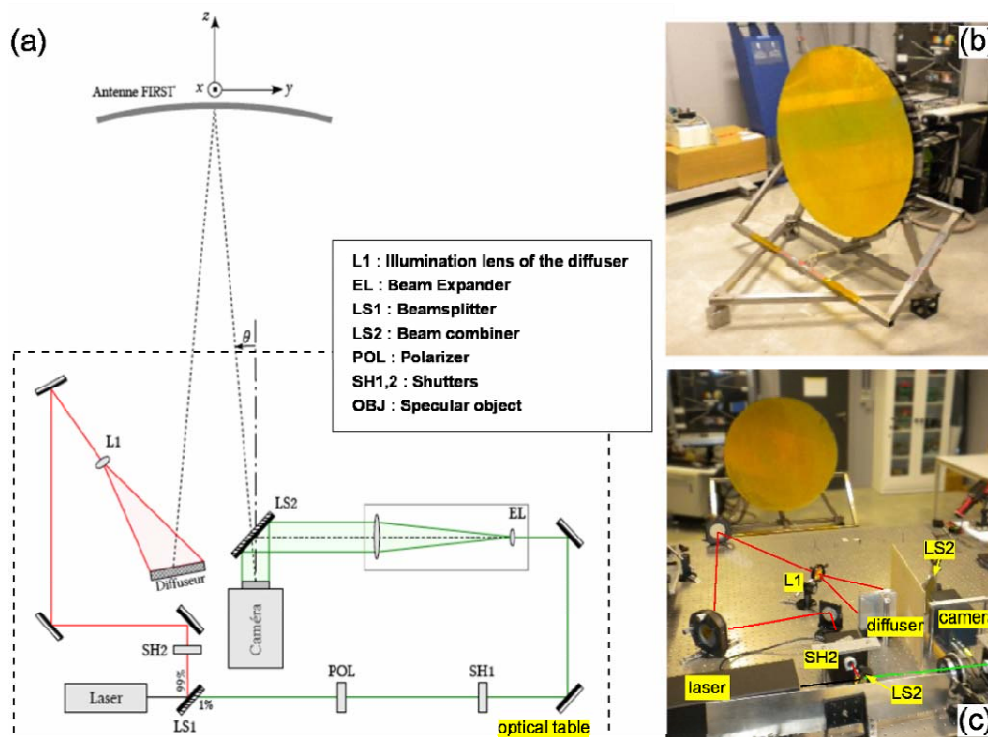 (a)
z
x
y
Antenne FIRST
L1 : Illumination lens of the diffuser
EL : Beam Expander
LS1 : Beamsplitter
LS2 : Beam combiner
POL : Polarizer
SH1,2 : Shutters
OBJ : Specular object
θ
L1
LS2
EL
Diffuseur
Caméra
SH2
99%
POL
SH1
Laser
1%
LS1
optical table
(b)
LS2
L1
diffuser
camera
SH2
laser
LS2
(c)